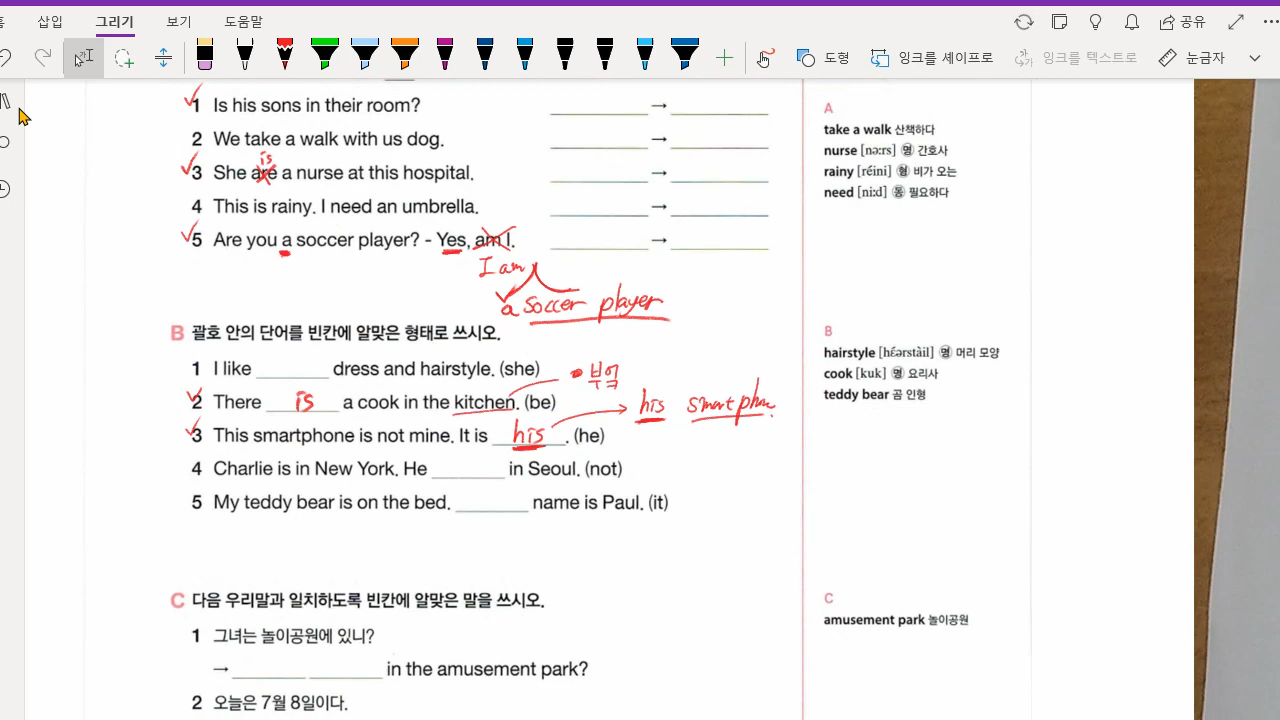 삽입 그리기 보기 도움말
공유
도형 잉크를 셰이프로 잉크를 텍스트로 눈금자
1 Is his sons in their room? →
2 We take a walk with us dog. →
is
3 She are a nurse at this hospital. →
4 This is rainy. I need an umbrella. →
5 Are you a soccer player? - Yes, am I. →
I am
a soccer player
B 괄호 안의 단어를 빈칸에 알맞은 형태로 쓰시오.
1 I like dress and hairstyle. (she)
부엌
2 There is a cook in the kitchen. (be)
his smart phone
3 This smartphone is not mine. It is his. (he)
4 Charlie is in New York. He in Seoul. (not)
5 My teddy bear is on the bed. name is Paul. (it)
C 다음 우리말과 일치하도록 빈칸에 알맞은 말을 쓰시오.
1 그녀는 놀이공원에 있니?
→ in the amusement park?
2 오늘은 7월 8일이다.
A
take a walk 산책하다
nurse [nəːrs] 명 간호사
rainy [réini] 형 비가 오는
need [niːd] 동 필요하다
B
hairstyle [hɛ́ərstàil] 명 머리 모양
cook [kuk] 명 요리사
teddy bear 곰 인형
C
amusement park 놀이공원